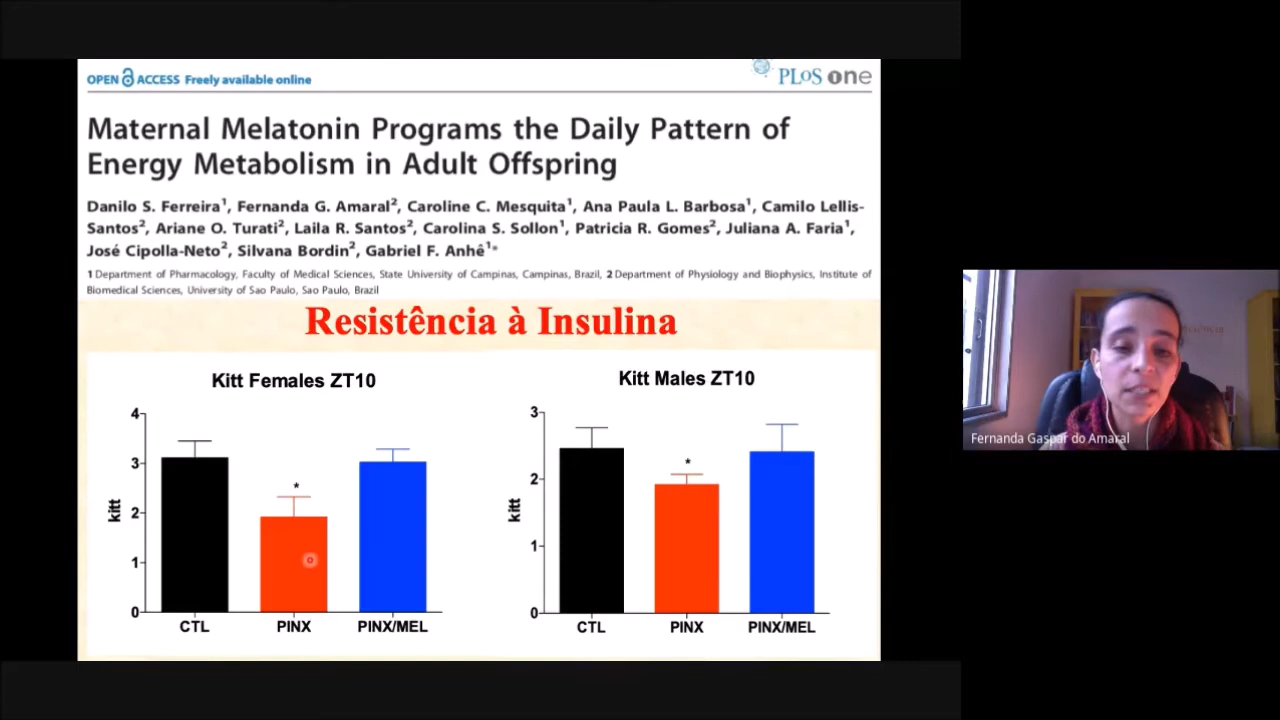 OPEN ACCESS Freely available online
PLoS one
Maternal Melatonin Programs the Daily Pattern of
Energy Metabolism in Adult Offspring
Danilo S. Ferreira1, Fernanda G. Amaral2, Caroline C. Mesquita1, Ana Paula L. Barbosa1, Camilo Lellis-
Santos2, Ariane O. Turati2, Laila R. Santos2, Carolina S. Sollon1, Patricia R. Gomes2, Juliana A. Faria1,
José Cipolla-Neto2, Silvana Bordin2, Gabriel F. Anhê1*
1 Department of Pharmacology, Faculty of Medical Sciences, State University of Campinas, Campinas, Brazil, 2 Department of Physiology and Biophysics, Institute of
Biomedical Sciences, University of Sao Paulo, Sao Paulo, Brazil
Resistência à Insulina
Kitt Females ZT10
4
3
2
1
0
kitt
*
CTL
PINX
PINX/MEL
Kitt Males ZT10
3
2
1
0
kitt
*
CTL
PINX
PINX/MEL
Fernanda Gaspar do Amaral